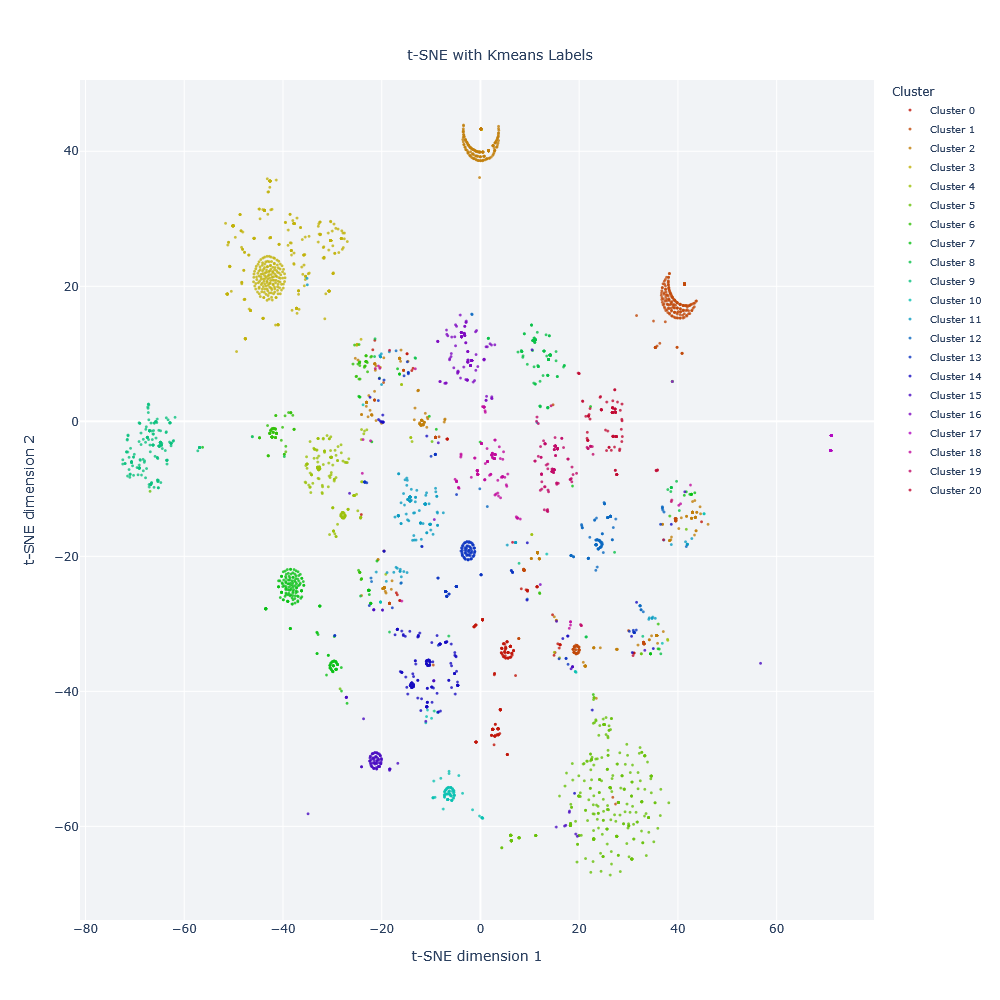 t-SNE with Kmeans Labels
Cluster
Cluster 0
Cluster 1
Cluster 2
Cluster 3
Cluster 4
Cluster 5
Cluster 6
Cluster 7
Cluster 8
Cluster 9
Cluster 10
Cluster 11
Cluster 12
Cluster 13
Cluster 14
Cluster 15
Cluster 16
Cluster 17
Cluster 18
Cluster 19
Cluster 20
40
20
0
−20
−40
−60
t-SNE dimension 2
−80 −60 −40 −20 0 20 40 60
t-SNE dimension 1